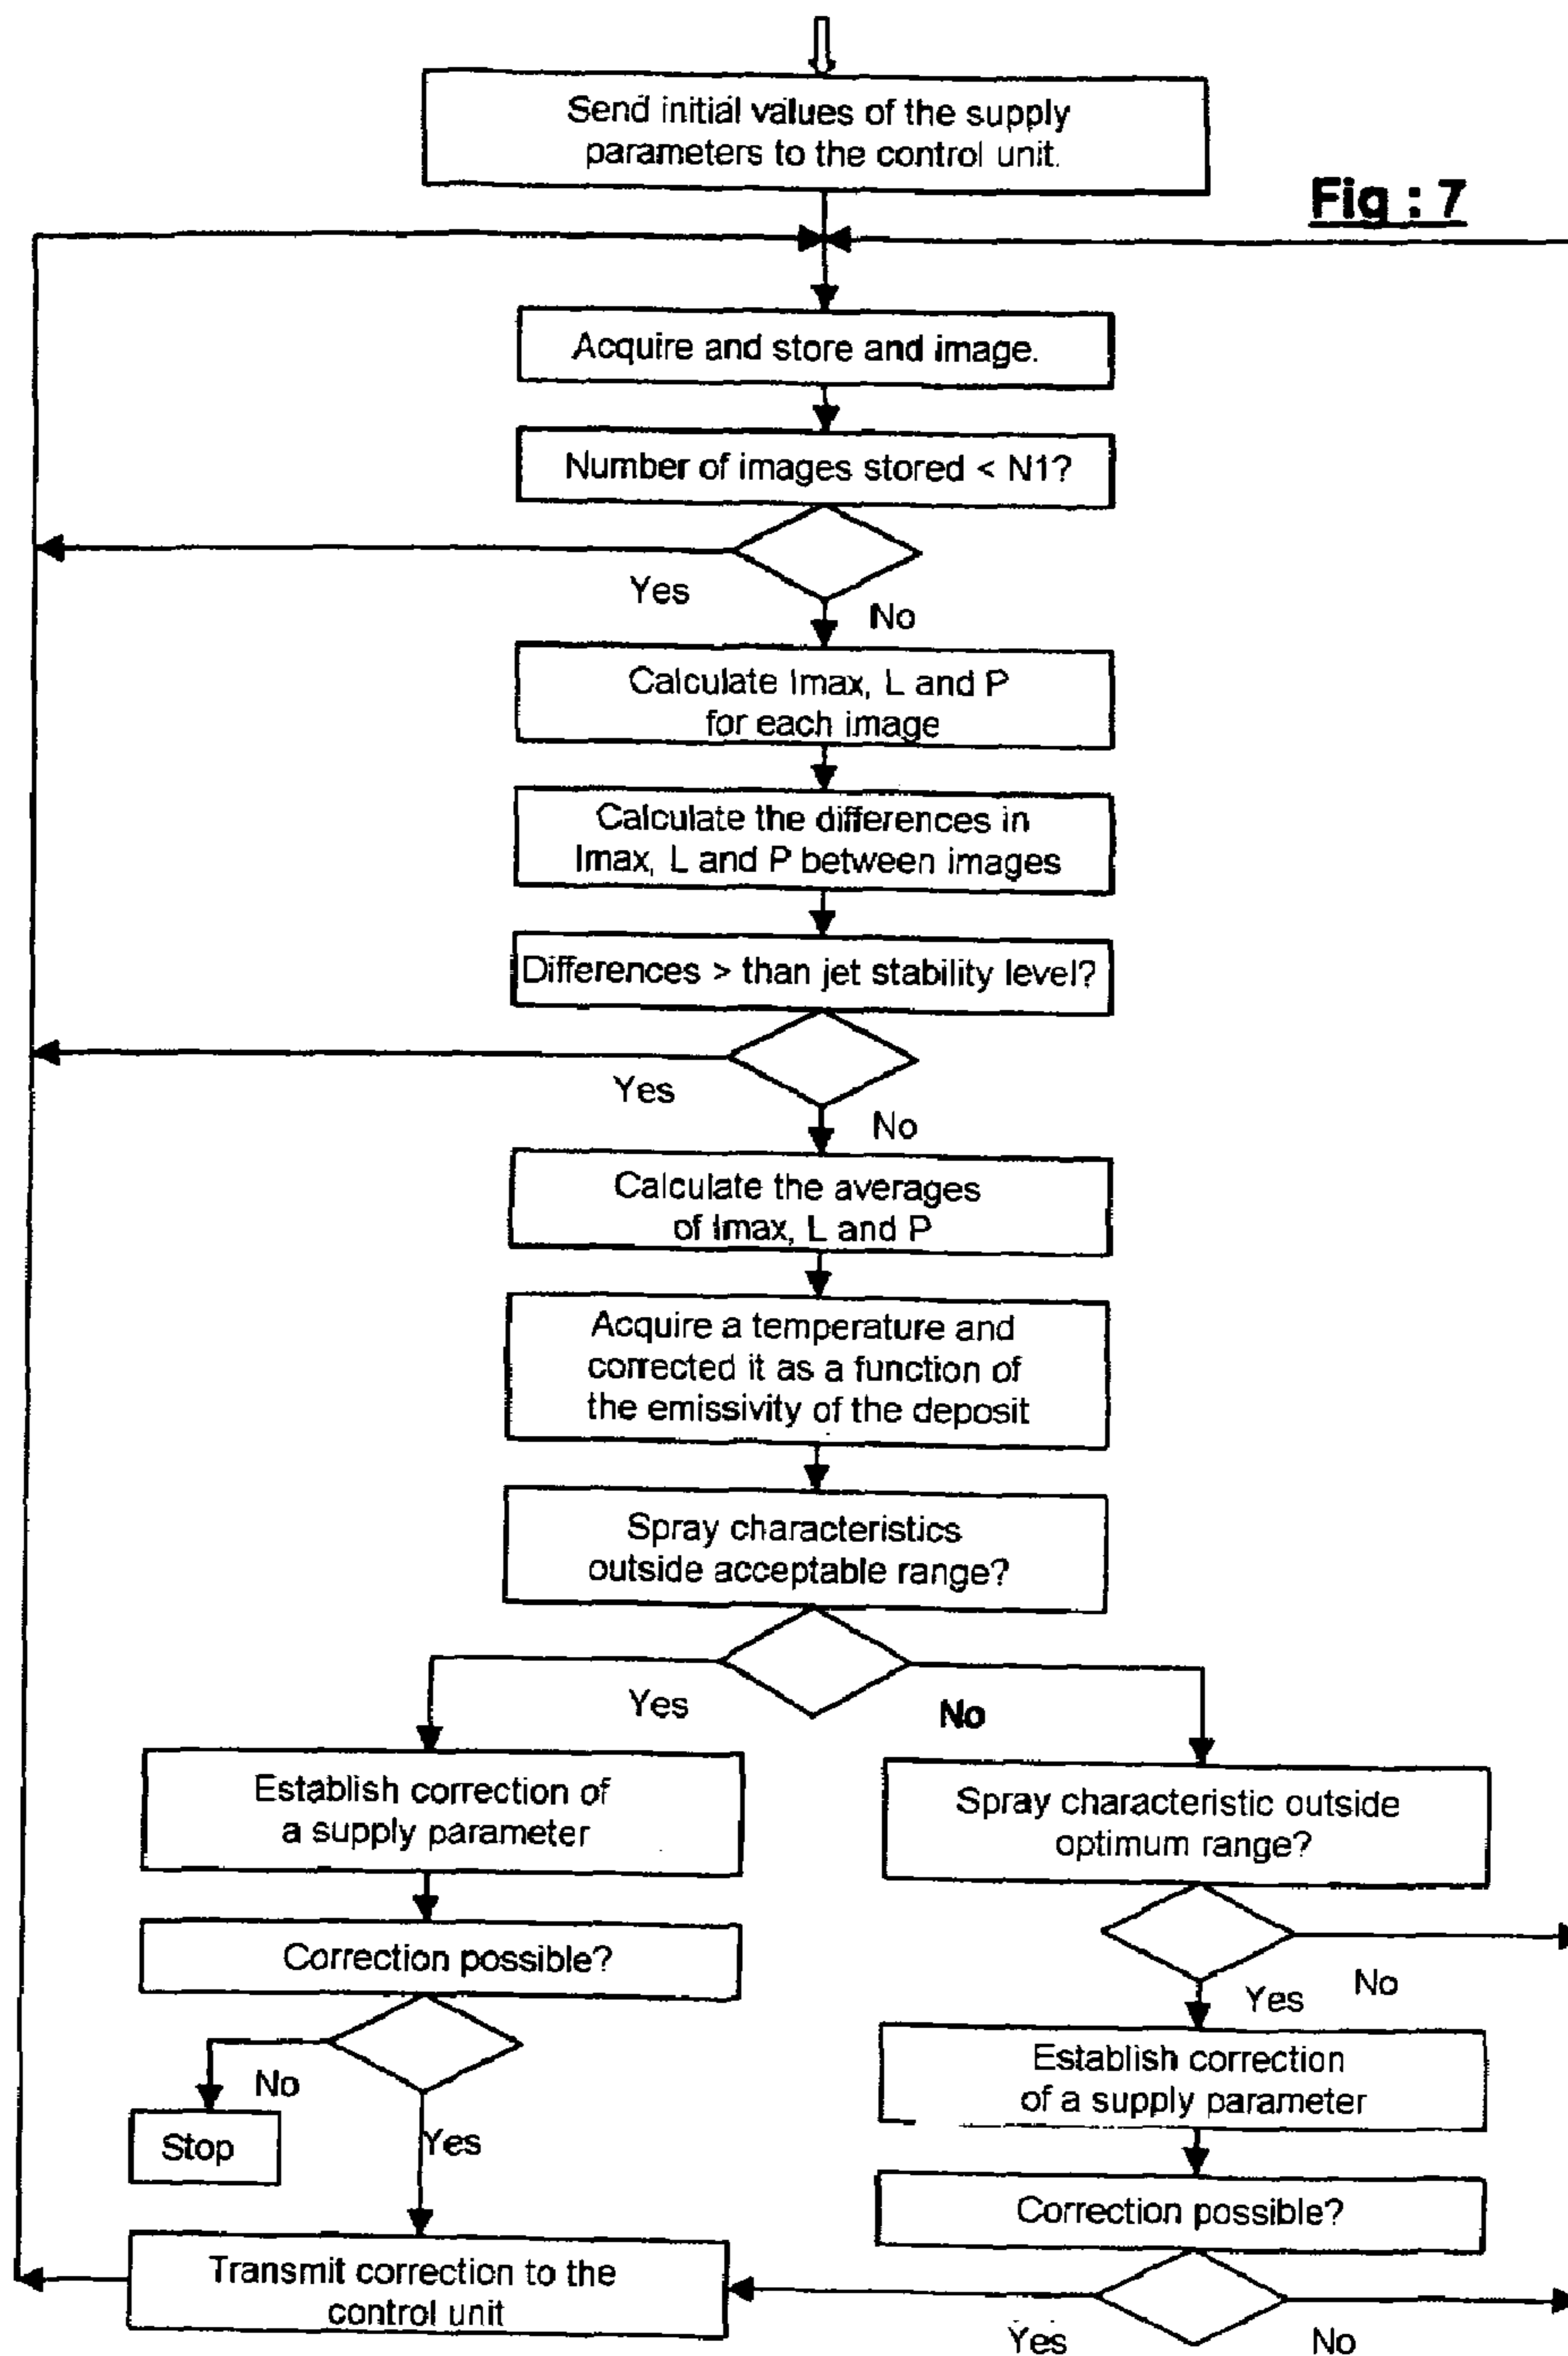 Send initial values of the supply
parameters to the control unit.
Fig : 7
Acquire and store and image.
Number of images stored < N1?
Yes
No
Calculate Imax, L and P
for each image
Calculate the differences in
Imax, L and P between images
Differences > than jet stability level?
Yes
No
Calculate the averages
of Imax, L and P
Acquire a temperature and
corrected it as a function of
the emissivity of the deposit
Spray characteristics
outside acceptable range?
Yes
No
Establish correction of
a supply parameter
Spray characteristic outside
optimum range?
Correction possible?
No
Yes
No
Yes
Establish correction
of a supply parameter
Stop
Correction possible?
Transmit correction to the
control unit
Yes
No